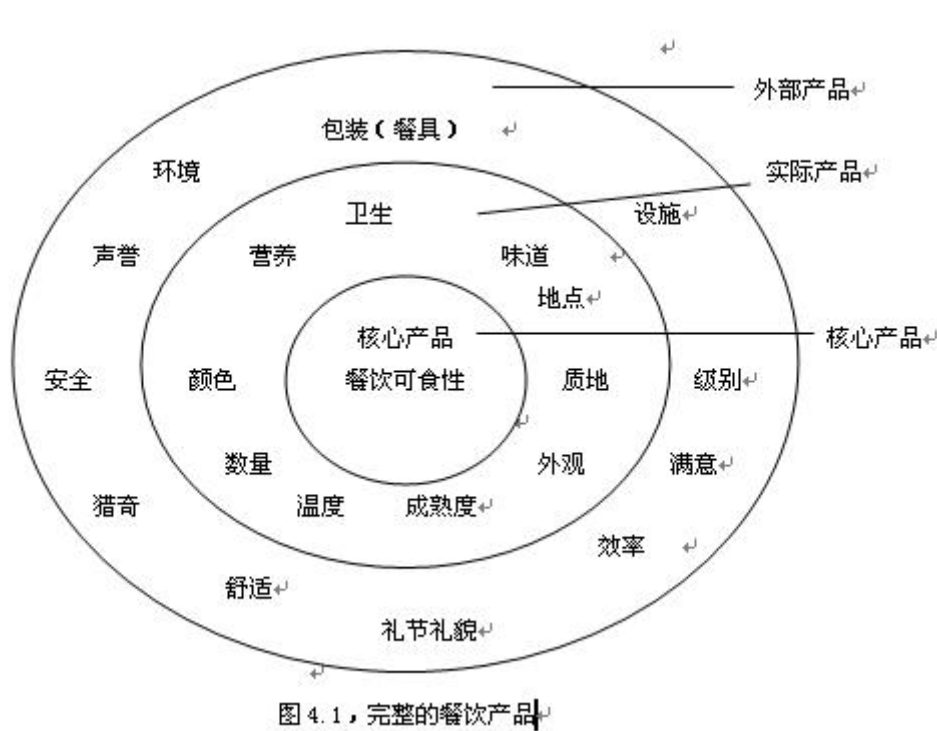 外部产品
包装（餐具）
环境
实际产品
卫生
设施
声誉
营养
味道
地点
核心产品
核心产品
安全
颜色
餐饮可食性
质地
级别
数量
外观
满意
猎奇
温度
成熟度
效率
舒适
礼节礼貌
图 4.1，完整的餐饮产品